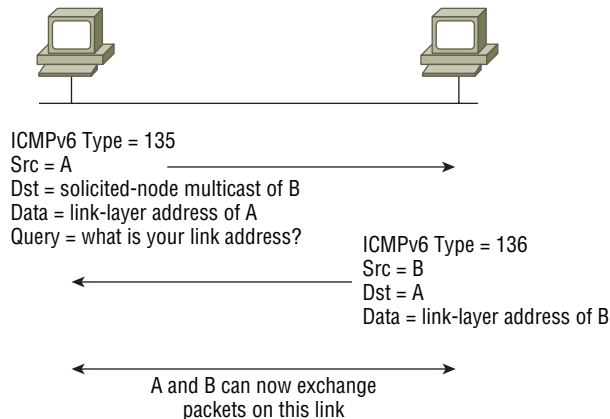 ICMPv6 Type = 135
Src = A
Dst = solicited-node multicast of B
Data = link-layer address of A
Query = what is your link address?
ICMPv6 Type = 136
Src = B
Dst = A
Data = link-layer address of B
A and B can now exchange
packets on this link